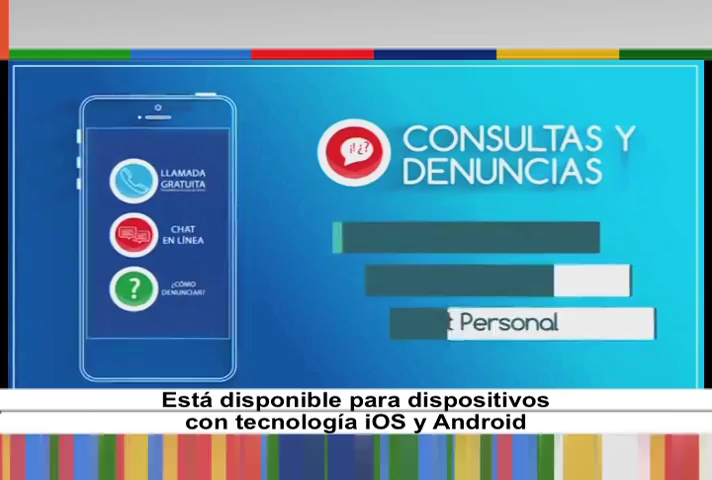 CONSULTAS Y
DENUNCIAS
LLAMADA
GRATUITA
CHAT
EN LÍNEA
¿CÓMO
DENUNCIAR?
Personal
Está disponible para dispositivos
con tecnología iOS y Android